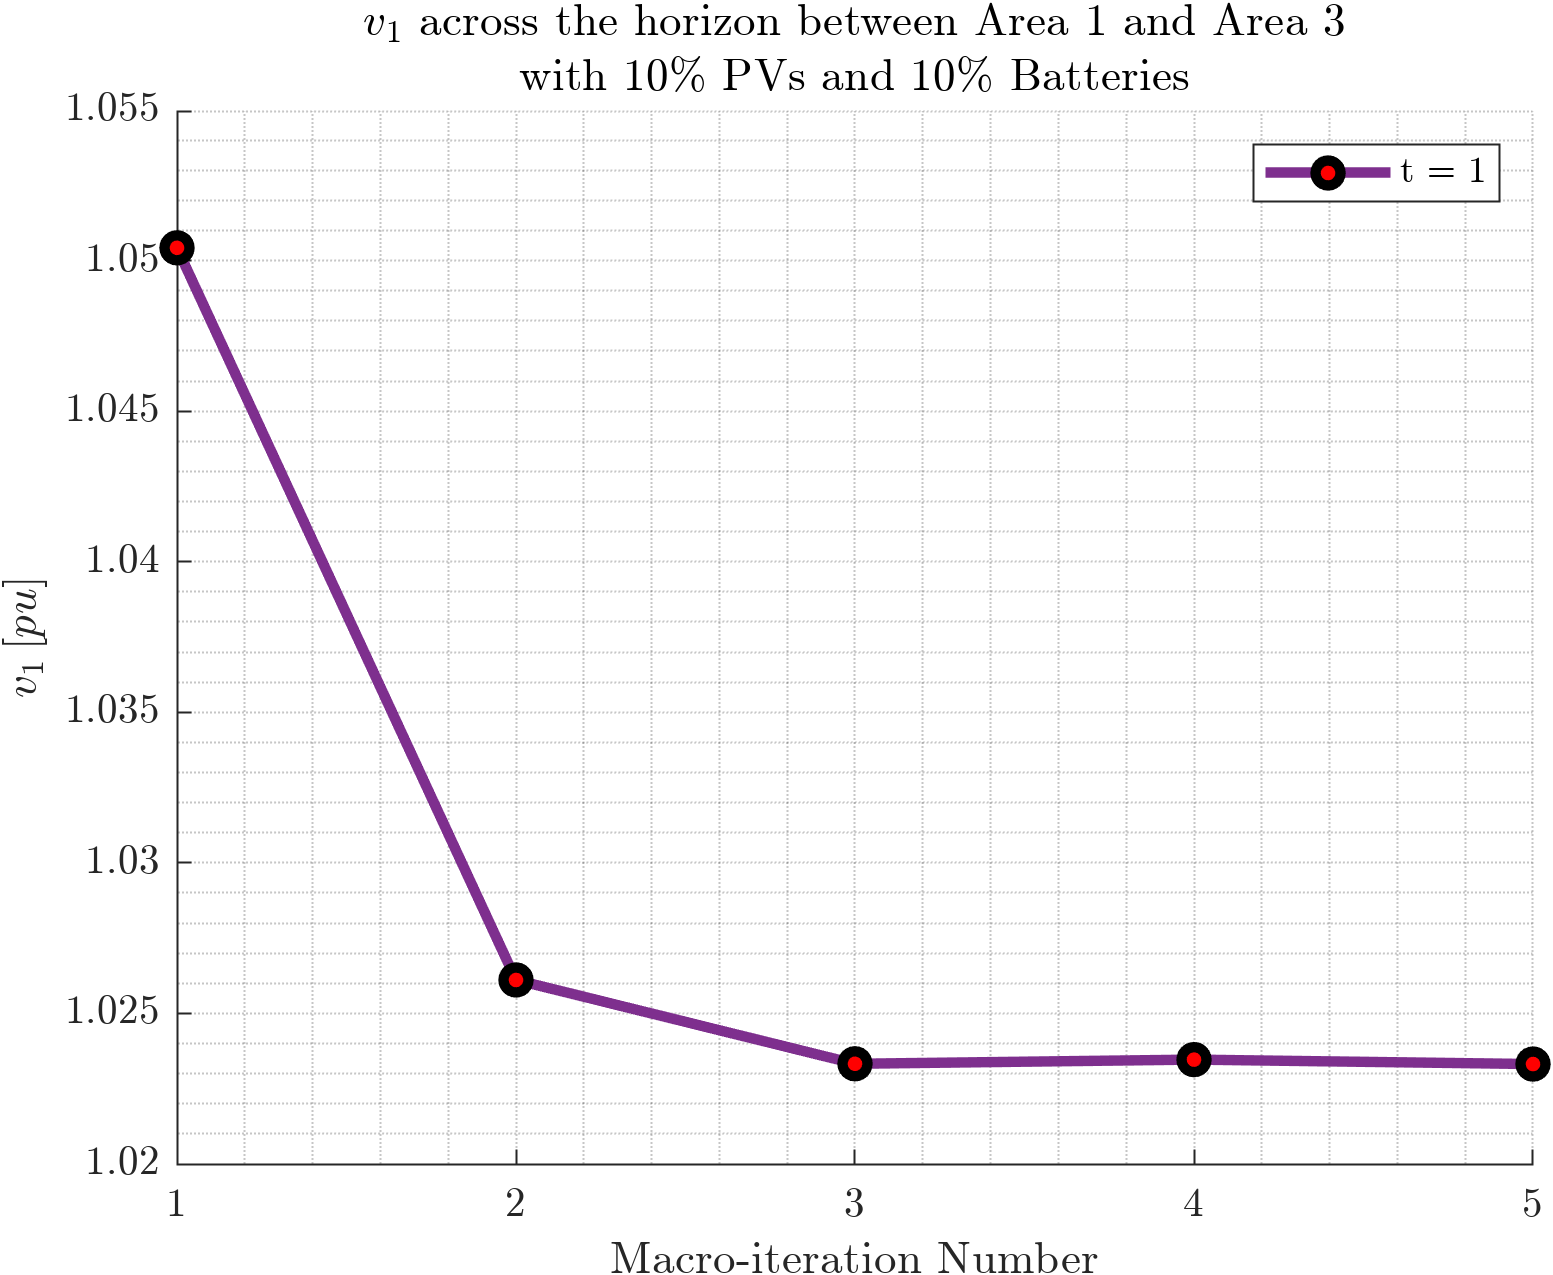 v₁ across the horizon between Area 1 and Area 3
with 10% PVs and 10% Batteries
t = 1
1.055
1.05
1.045
1.04
1.035
1.03
1.025
1.02
v₁ [pu]
1 2 3 4 5
Macro-iteration Number